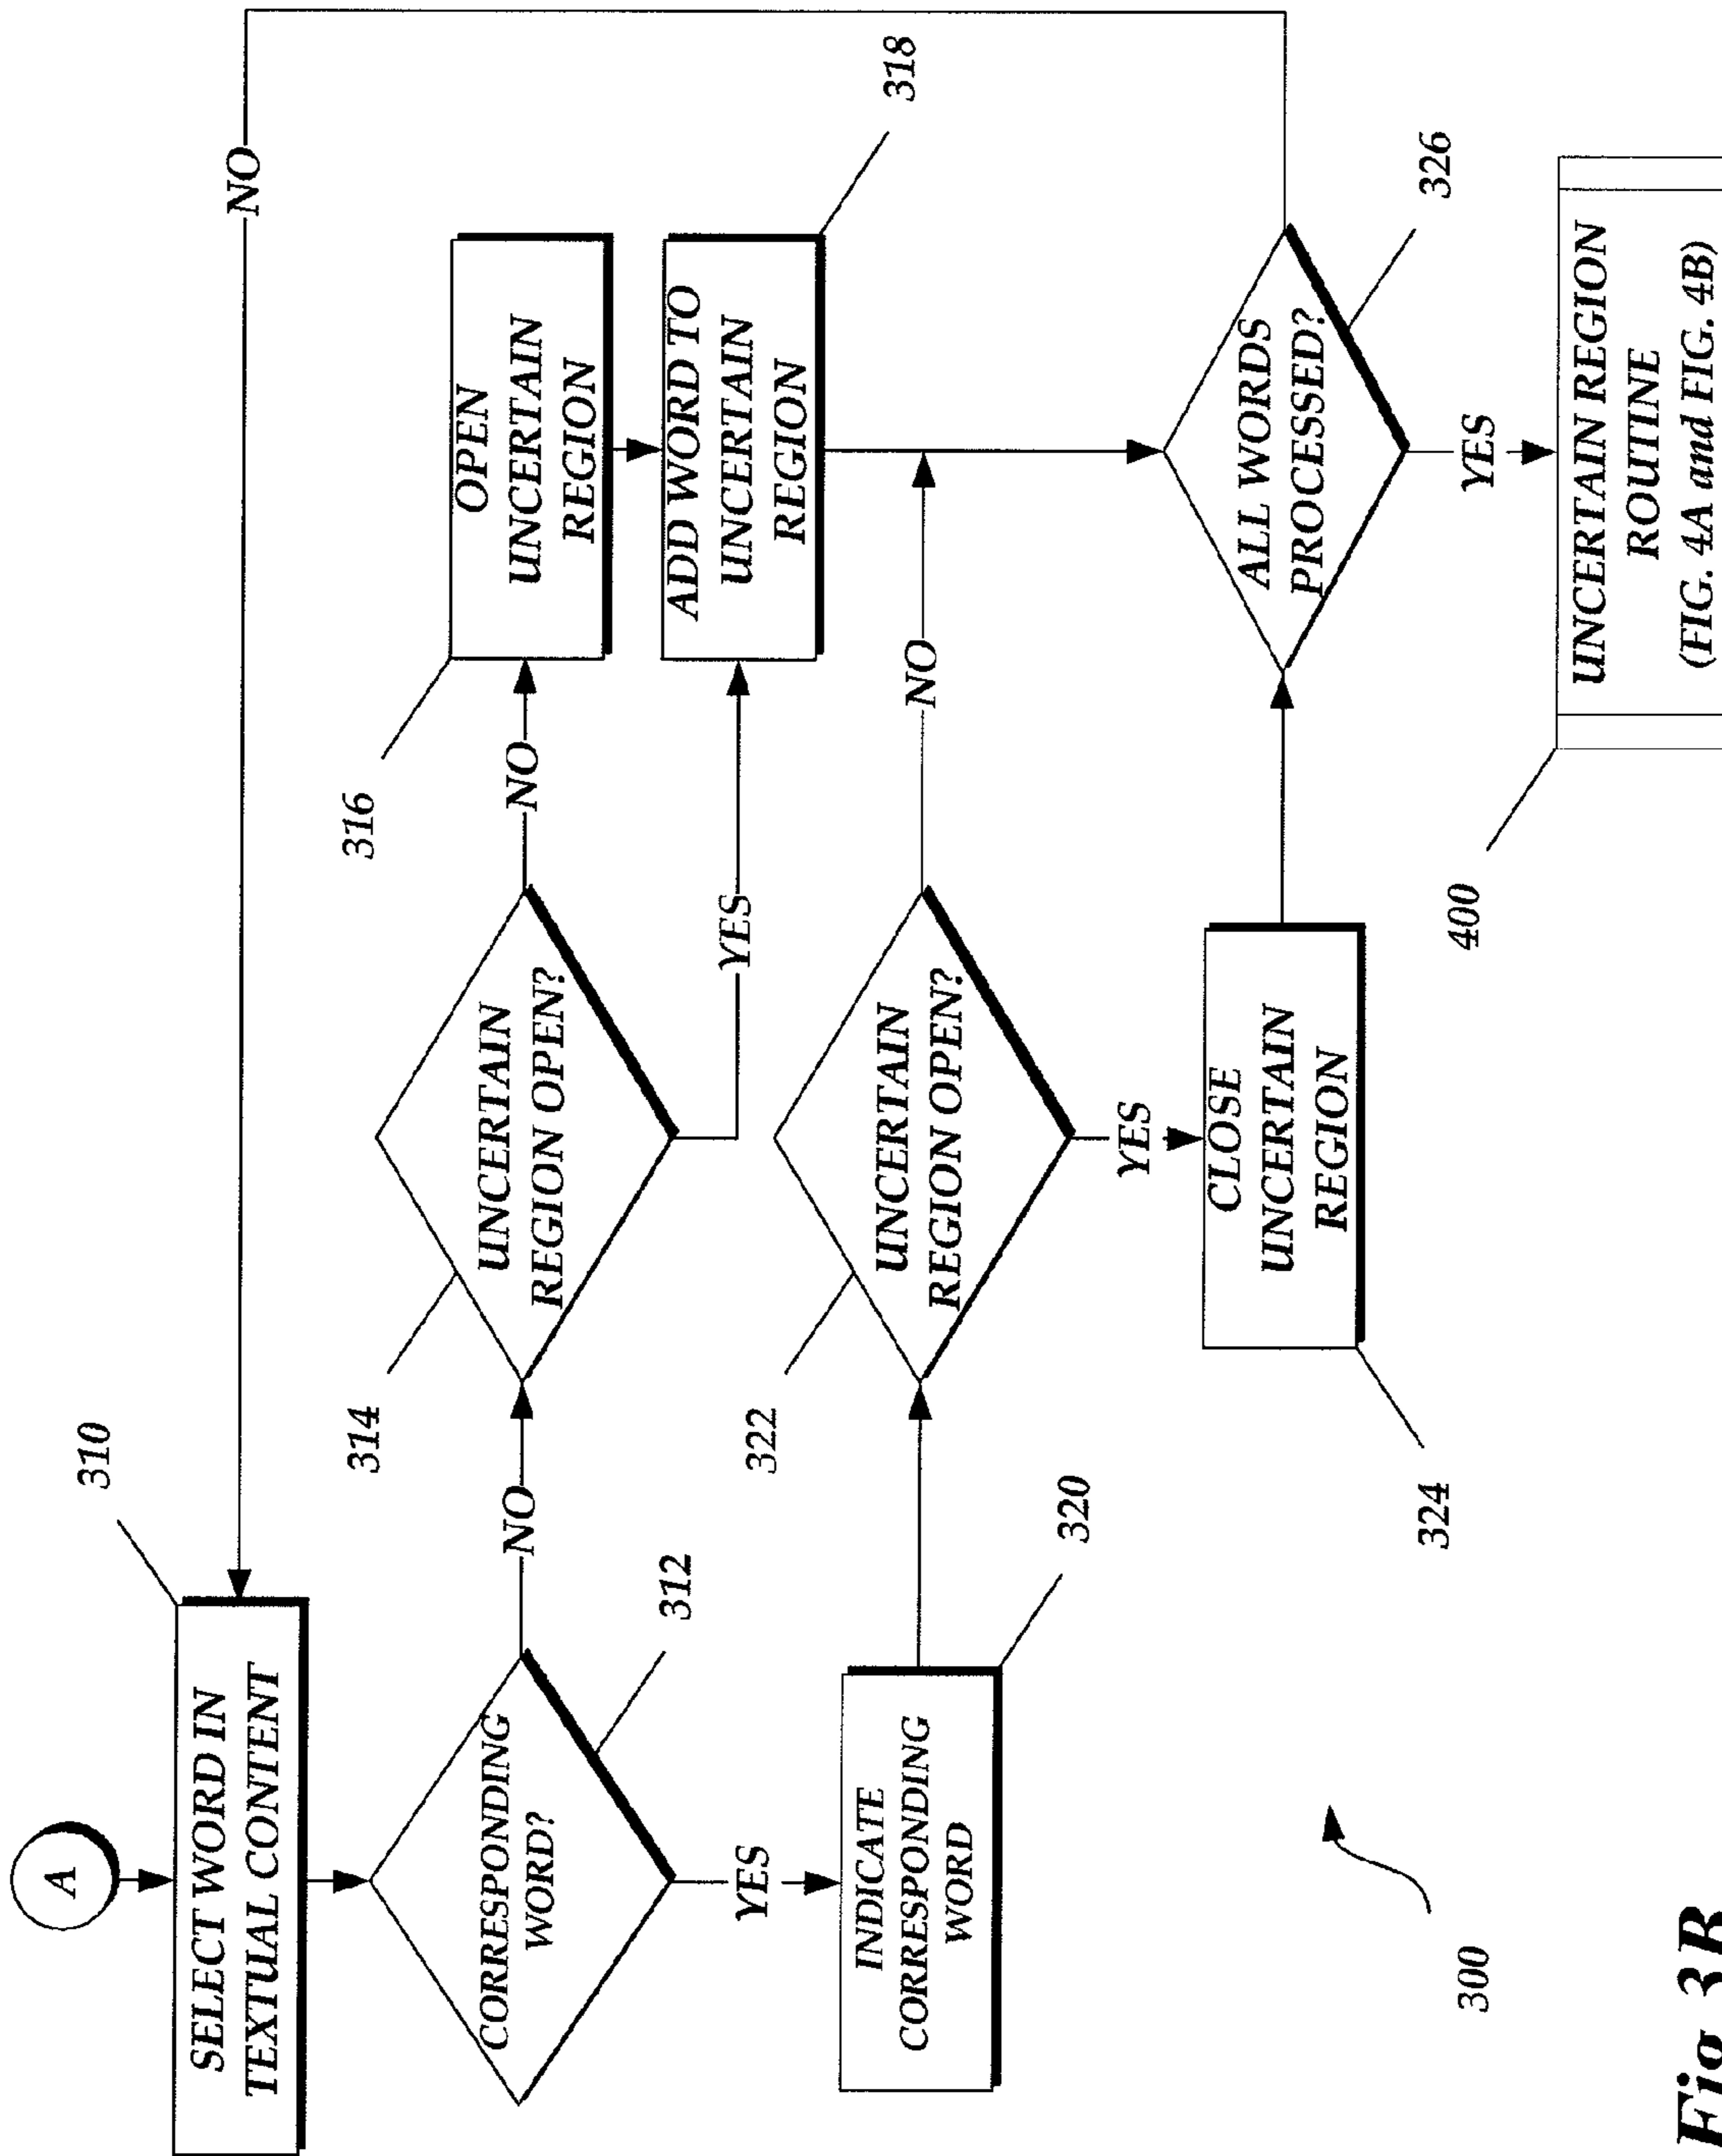 A
310
SELECT WORD IN
TEXTUAL CONTENT
NO
312
CORRESPONDING
WORD?
NO
314
UNCERTAIN
REGION OPEN?
NO
316
OPEN
UNCERTAIN
REGION
YES
318
ADD WORD TO
UNCERTAIN
REGION
YES
320
INDICATE
CORRESPONDING
WORD
322
UNCERTAIN
REGION OPEN?
NO
YES
324
CLOSE
UNCERTAIN
REGION
326
ALL WORDS
PROCESSED?
YES
400
UNCERTAIN REGION
ROUTINE
(FIG. 4A and FIG. 4B)
300
Fig. 3B